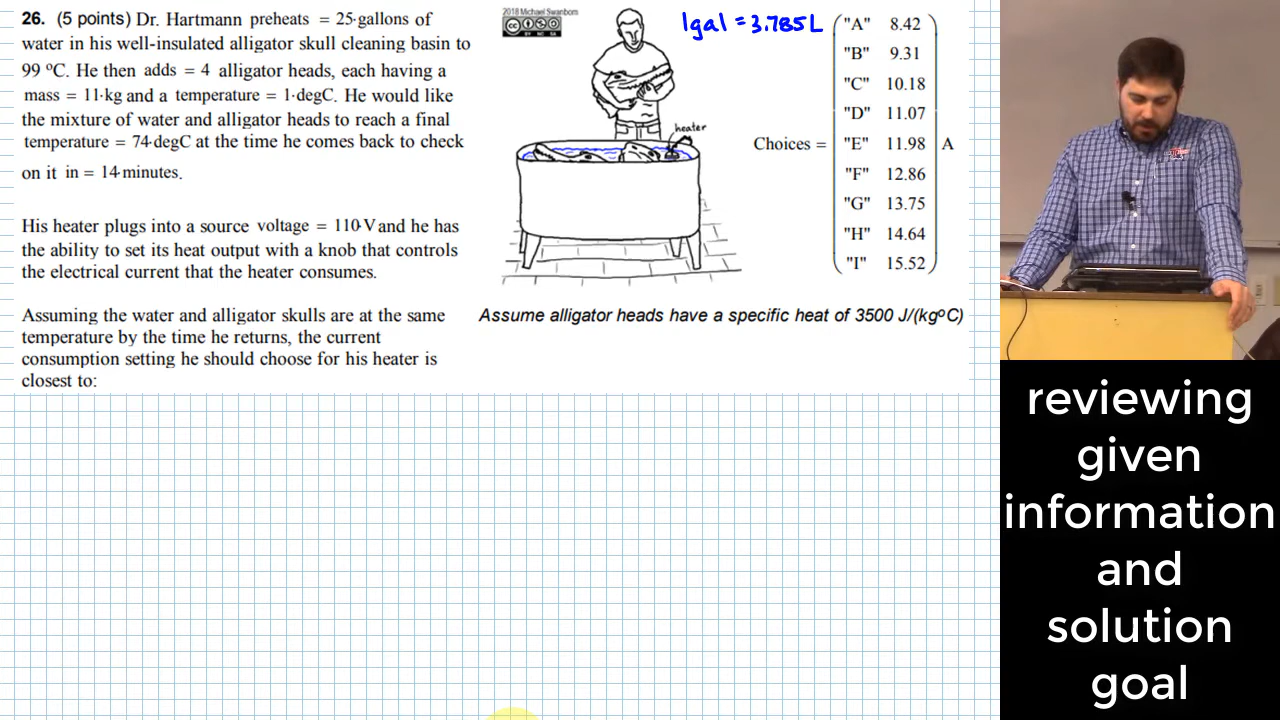 26. (5 points) Dr. Hartmann preheats = 25·gallons of
water in his well-insulated alligator skull cleaning basin to
99 ºC. He then adds = 4 alligator heads, each having a
mass = 11·kg and a temperature = 1·degC. He would like
the mixture of water and alligator heads to reach a final
temperature = 74·degC at the time he comes back to check
on it in = 14·minutes.
His heater plugs into a source voltage = 110·V and he has
the ability to set its heat output with a knob that controls
the electrical current that the heater consumes.
Assuming the water and alligator skulls are at the same
temperature by the time he returns, the current
consumption setting he should choose for his heater is
closest to:
2018 Michael Swanbom
CC
BY NC SA
heater
1gal = 3.785L
Choices =
"A" 8.42
"B" 9.31
"C" 10.18
"D" 11.07
"E" 11.98
"F" 12.86
"G" 13.75
"H" 14.64
"I" 15.52
A
Assume alligator heads have a specific heat of 3500 J/(kgºC)
reviewing
given
information
and
solution
goal